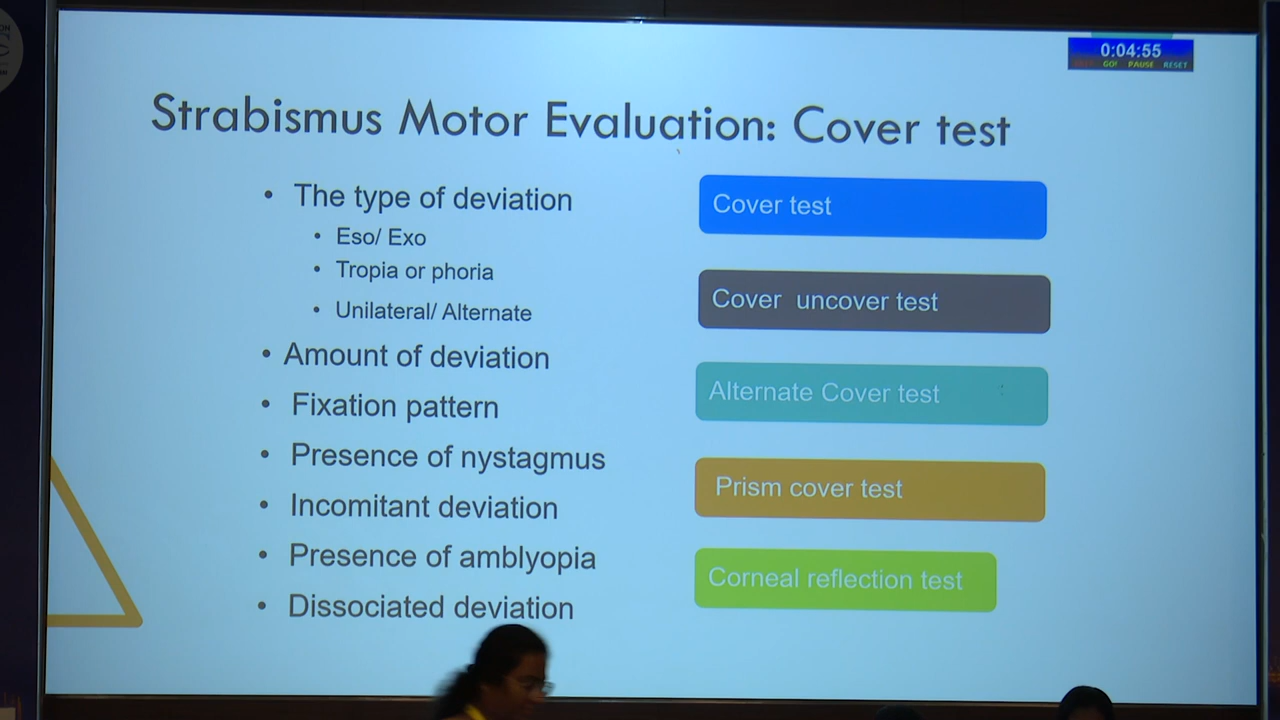 0:04:55
GO! PAUSE RESET
Strabismus Motor Evaluation: Cover test
• The type of deviation
• Eso/ Exo
• Tropia or phoria
• Unilateral/ Alternate
• Amount of deviation
• Fixation pattern
• Presence of nystagmus
• Incomitant deviation
• Presence of amblyopia
• Dissociated deviation
Cover test
Cover uncover test
Alternate Cover test
Prism cover test
Corneal reflection test